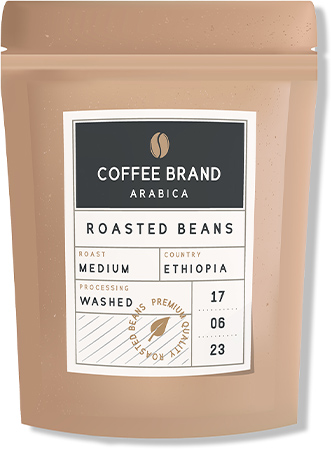 COFFEE BRAND
ARABICA
ROASTED BEANS
ROAST
MEDIUM
COUNTRY
ETHIOPIA
PROCESSING
WASHED
17
06
23
PREMIUM QUALITY
ROASTED BEANS